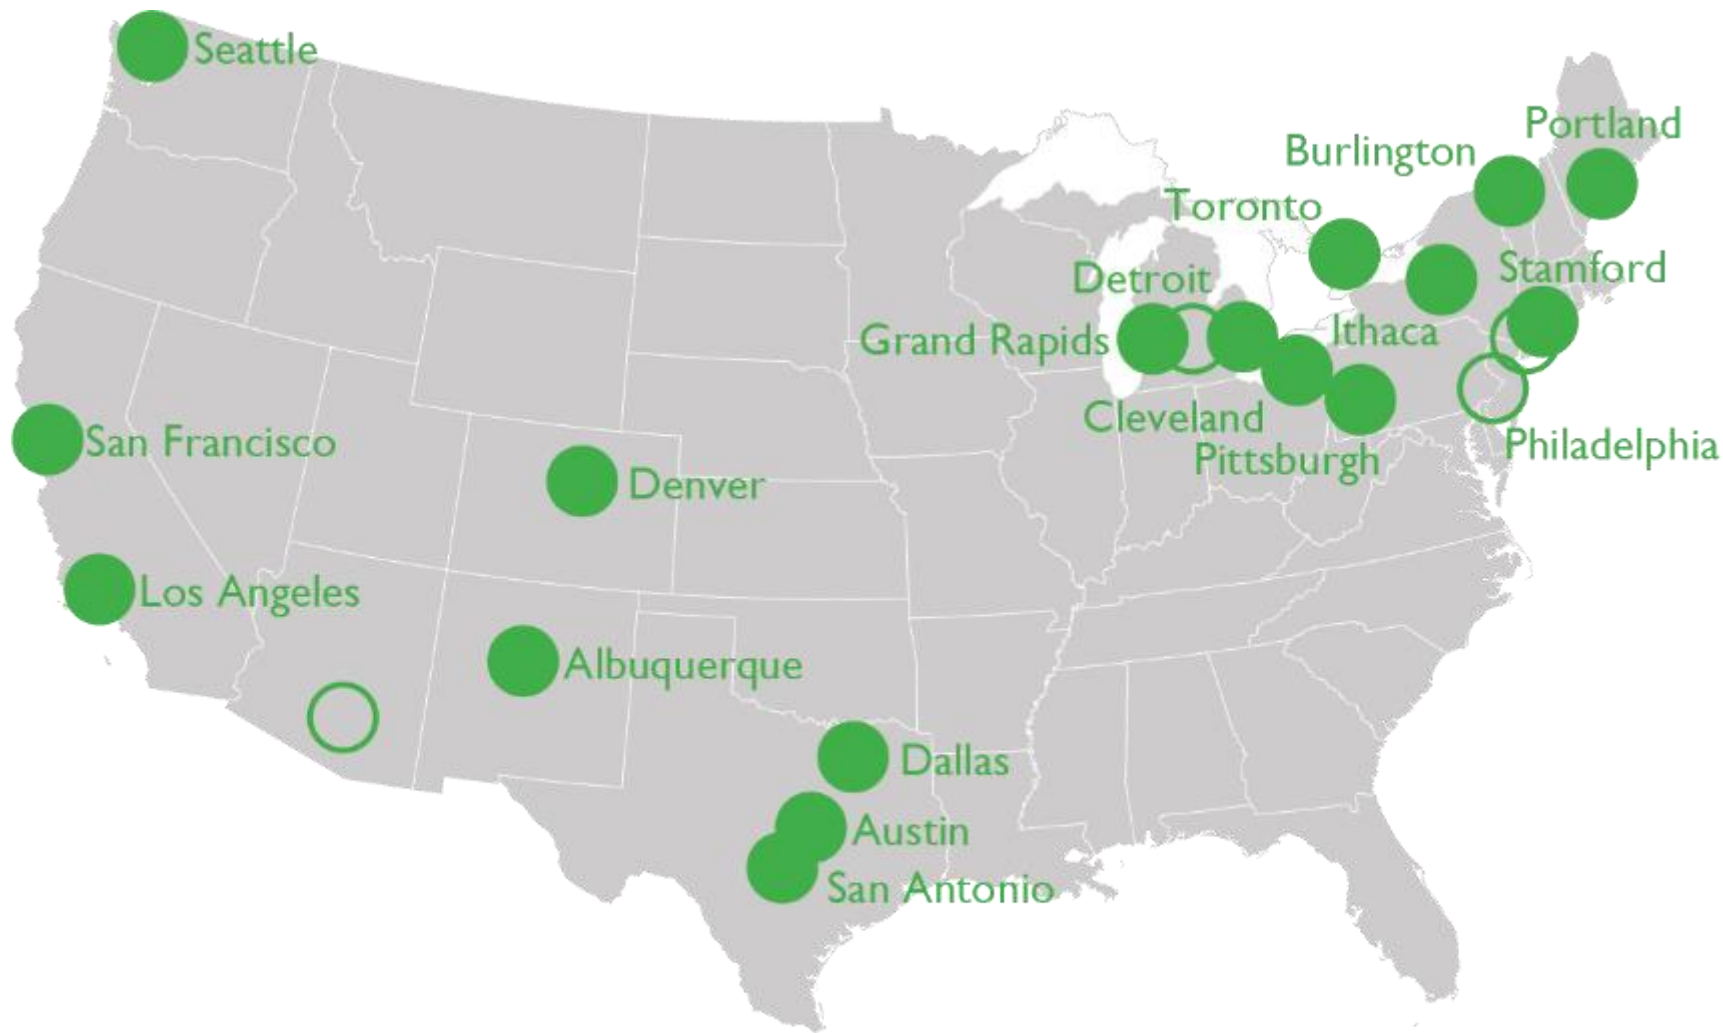 Seattle
Portland
Burlington
Toronto
Stamford
Detroit
Ithaca
Grand Rapids
Cleveland
Pittsburgh
Philadelphia
San Francisco
Denver
Los Angeles
Albuquerque
Dallas
Austin
San Antonio